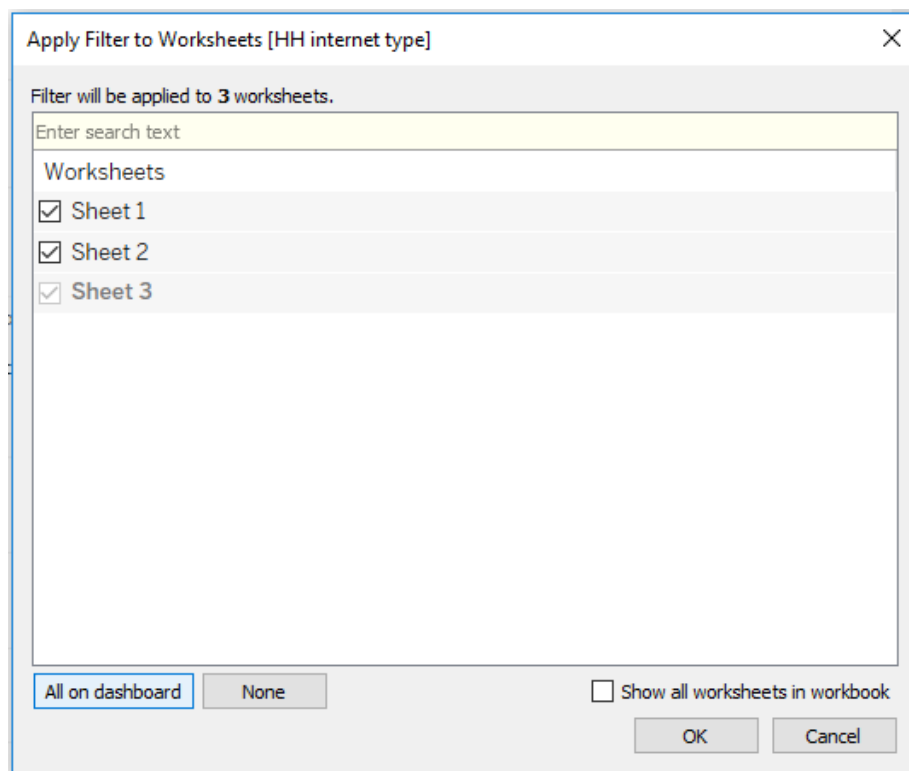 Apply Filter to Worksheets [HH internet type]
Filter will be applied to 3 worksheets.
Enter search text
Worksheets
Sheet 1
Sheet 2
Sheet 3
All on dashboard None Show all worksheets in workbook
OK Cancel